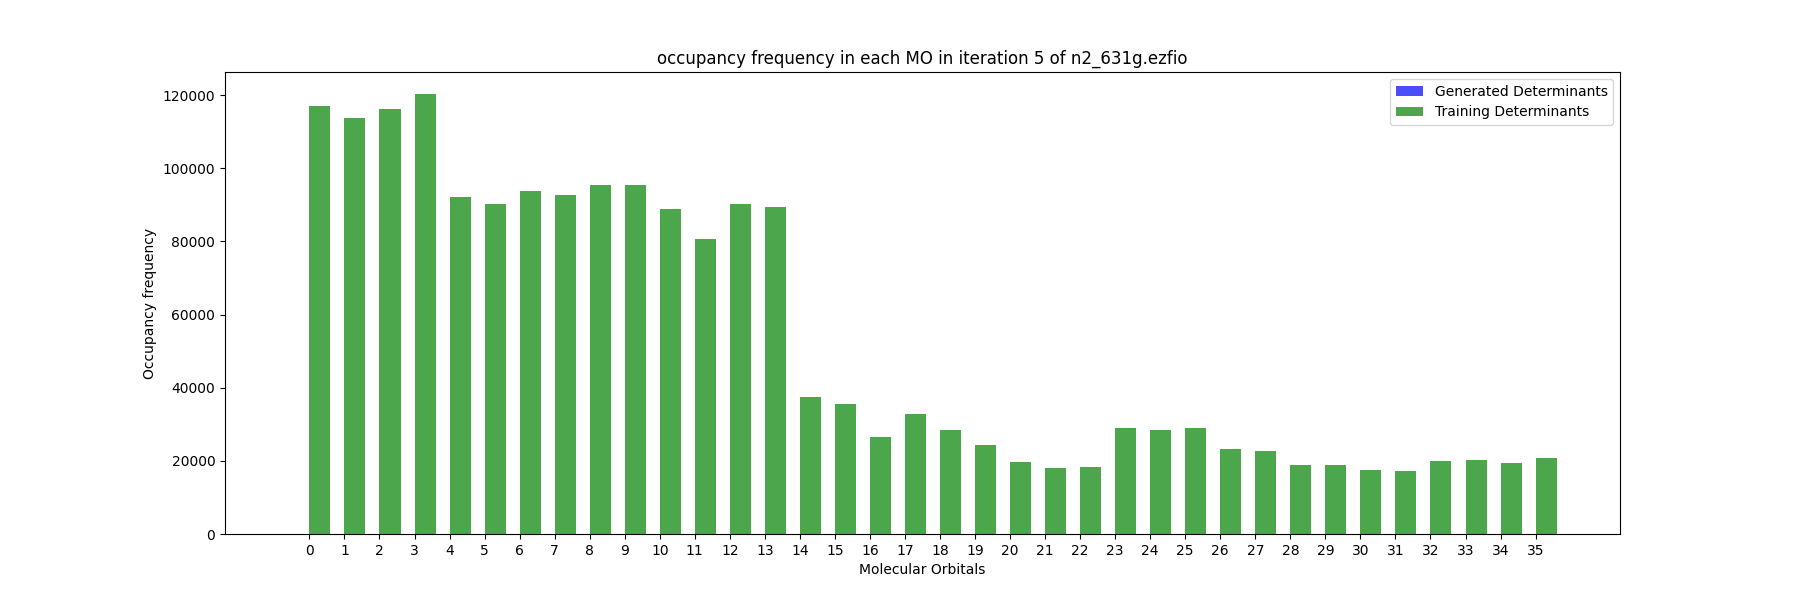 occupancy frequency in each MO in iteration 5 of n2_631g.ezfio
Generated Determinants
Training Determinants
120000
100000
80000
60000
40000
20000
0
Occupancy frequency
0 1 2 3 4 5 6 7 8 9 10 11 12 13 14 15 16 17 18 19 20 21 22 23 24 25 26 27 28 29 30 31 32 33 34 35
Molecular Orbitals